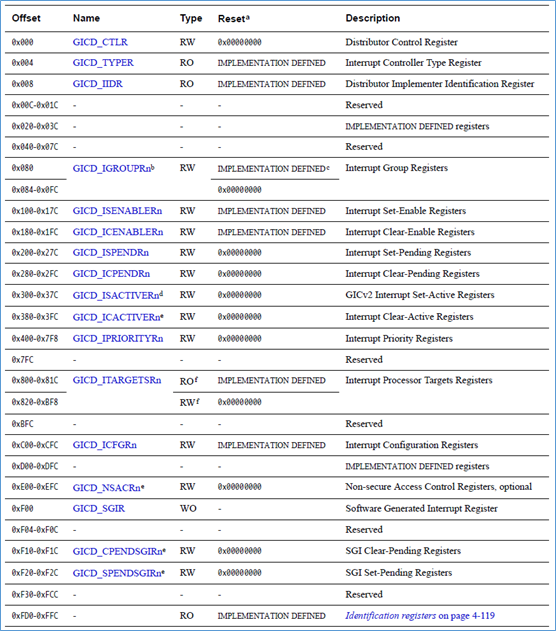 Offset Name Type Reset^a Description
0x000 GICD_CTLR RW 0x00000000 Distributor Control Register
0x004 GICD_TYPER RO IMPLEMENTATION DEFINED Interrupt Controller Type Register
0x008 GICD_IIDR RO IMPLEMENTATION DEFINED Distributor Implementer Identification Register
0x00C-0x01C - - - Reserved
0x020-0x03C - - - IMPLEMENTATION DEFINED registers
0x040-0x07C - - - Reserved
0x080 GICD_IGROUPRn^b RW IMPLEMENTATION DEFINED^c Interrupt Group Registers
0x084-0x0FC 0x00000000
0x100-0x17C GICD_ISENABLERn RW IMPLEMENTATION DEFINED Interrupt Set-Enable Registers
0x180-0x1FC GICD_ICENABLERn RW IMPLEMENTATION DEFINED Interrupt Clear-Enable Registers
0x200-0x27C GICD_ISPENDRn RW 0x00000000 Interrupt Set-Pending Registers
0x280-0x2FC GICD_ICPENDRn RW 0x00000000 Interrupt Clear-Pending Registers
0x300-0x37C GICD_ISACTIVERn^d RW 0x00000000 GICv2 Interrupt Set-Active Registers
0x380-0x3FC GICD_ICACTIVERn^e RW 0x00000000 Interrupt Clear-Active Registers
0x400-0x7F8 GICD_IPRIORITYRn RW 0x00000000 Interrupt Priority Registers
0x7FC - - - Reserved
0x800-0x81C GICD_ITARGETSRn RO^f IMPLEMENTATION DEFINED Interrupt Processor Targets Registers
0x820-0xBF8 RW^f 0x00000000
0xBFC - - - Reserved
0xC00-0xCFC GICD_ICFGRn RW IMPLEMENTATION DEFINED Interrupt Configuration Registers
0xD00-0xDFC - - - IMPLEMENTATION DEFINED registers
0xE00-0xEFC GICD_NSACRn^e RW 0x00000000 Non-secure Access Control Registers, optional
0xF00 GICD_SGIR WO - Software Generated Interrupt Register
0xF04-0xF0C - - - Reserved
0xF10-0xF1C GICD_CPENDSGIRn^e RW 0x00000000 SGI Clear-Pending Registers
0xF20-0xF2C GICD_SPENDSGIRn^e RW 0x00000000 SGI Set-Pending Registers
0xF30-0xFCC - - - Reserved
0xFD0-0xFFC - RO IMPLEMENTATION DEFINED Identification registers on page 4-119